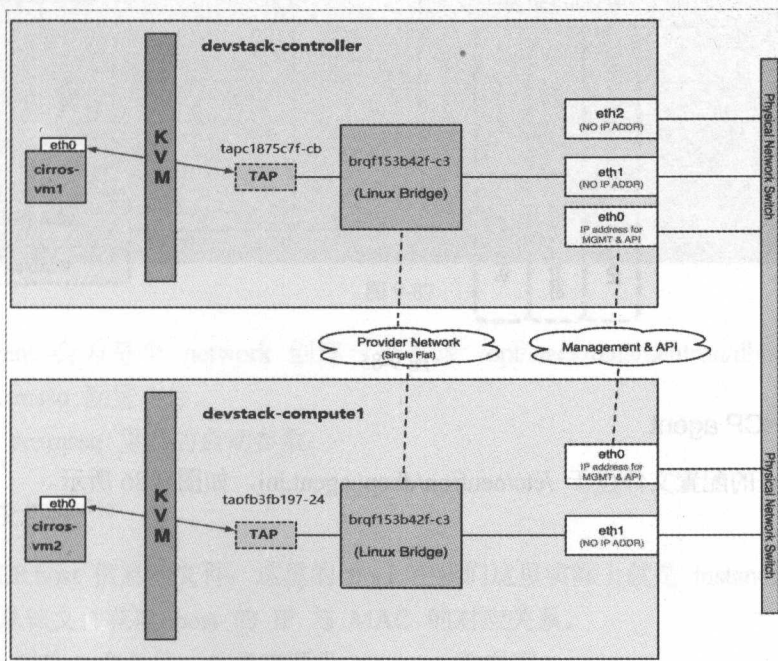 devstack-controller
KVM
eth0
cirros-
vm1
tapc1875c7f-cb
TAP
brqf153b42f-c3
(Linux Bridge)
eth2
(NO IP ADDR)
eth1
(NO IP ADDR)
eth0
IP address for
MGMT & API
Physical Network Switch
Provider Network
(Single Flat)
Management & API
devstack-compute1
KVM
eth0
cirros-
vm2
tapfb3fb197-24
TAP
brqf153b42f-c3
(Linux Bridge)
eth0
IP address for
MGMT & API
eth1
(NO IP ADDR)
Physical Network Switch